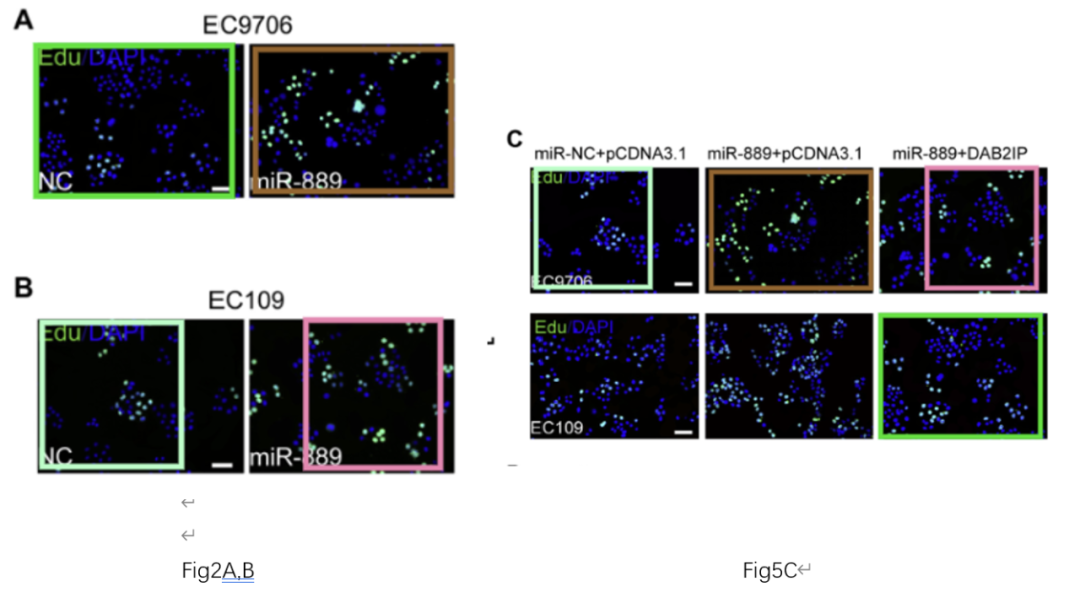 A
EC9706
Edu/DAPI
NC
miR-889
B
EC109
Edu/DAPI
NC
miR-889
Fig2A,B
C
miR-NC+pCDNA3.1
miR-889+pCDNA3.1
miR-889+DAB2IP
Edu/DAPI
EC9706
Edu/DAPI
EC109
Fig5C